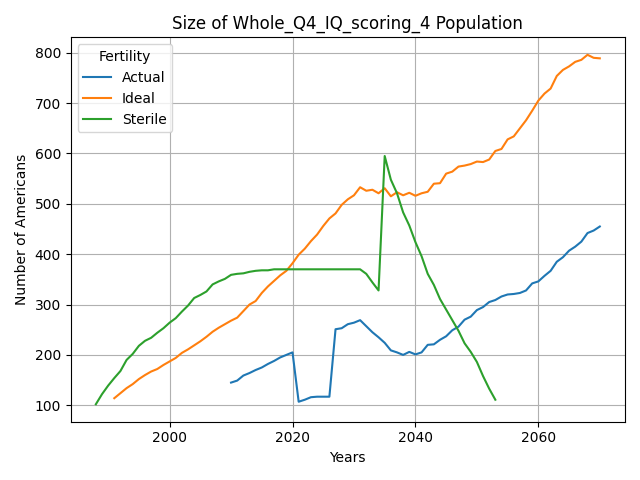 Size of Whole_Q4_IQ_scoring_4 Population
Fertility
Actual
Ideal
Sterile
Number of Americans
800
700
600
500
400
300
200
100
2000
2020
2040
2060
Years